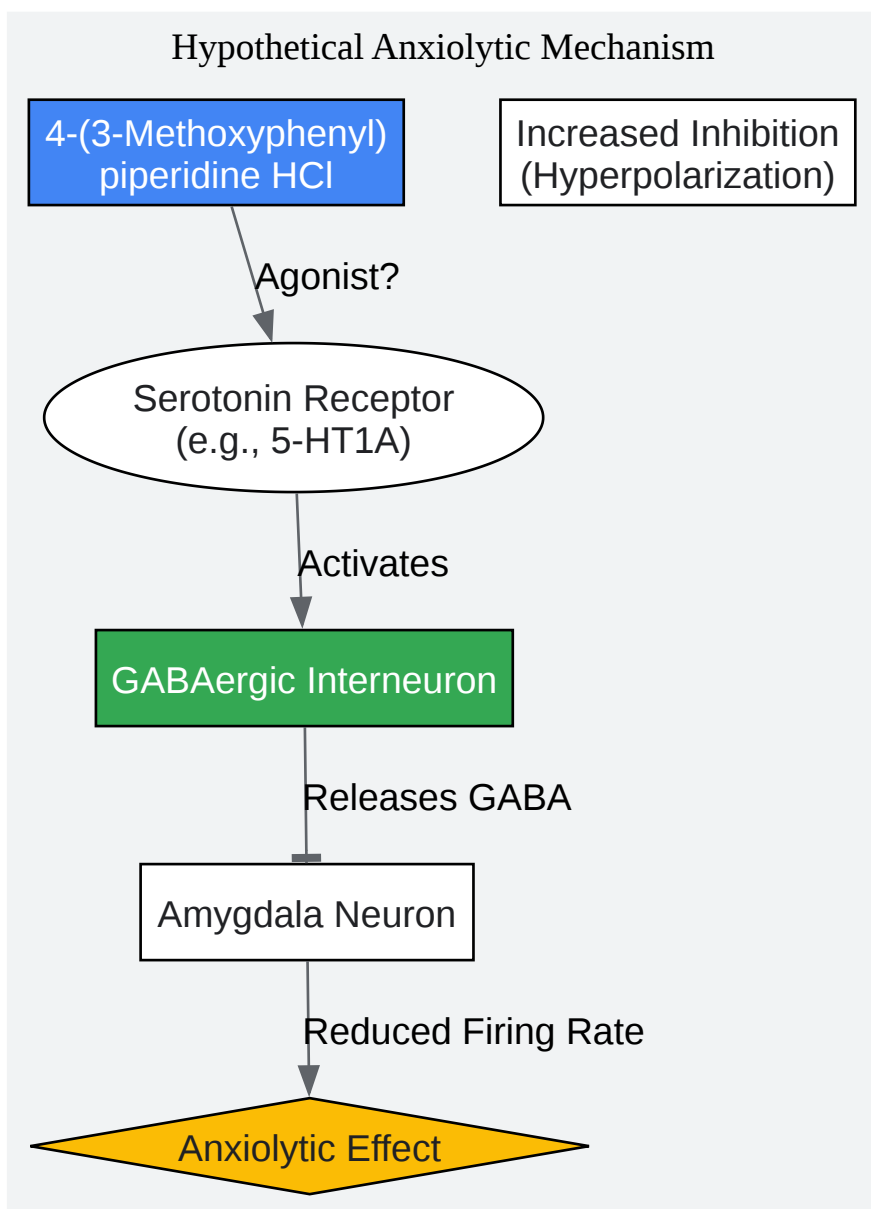 Hypothetical Anxiolytic Mechanism
4-(3-Methoxyphenyl)
piperidine HCl
Increased Inhibition
(Hyperpolarization)
Agonist?
Serotonin Receptor
(e.g., 5-HT1A)
Activates
GABAergic Interneuron
Releases GABA
Amygdala Neuron
Reduced Firing Rate
Anxiolytic Effect